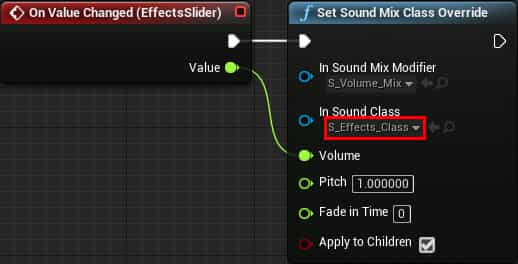 On Value Changed (EffectsSlider)
Value
f Set Sound Mix Class Override
In Sound Mix Modifier
S_Volume_Mix
In Sound Class
S_Effects_Class
Volume
Pitch 1.000000
Fade in Time 0
Apply to Children